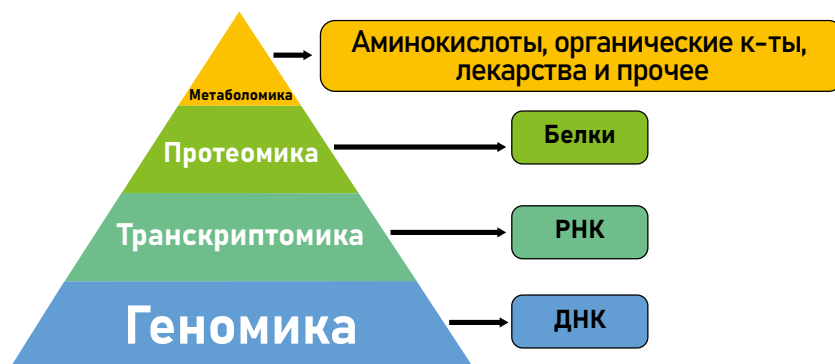 Аминокислоты, органические к-ты,
лекарства и прочее
Метаболомика
Протеомика
Белки
Транскриптомика
РНК
Геномика
ДНК